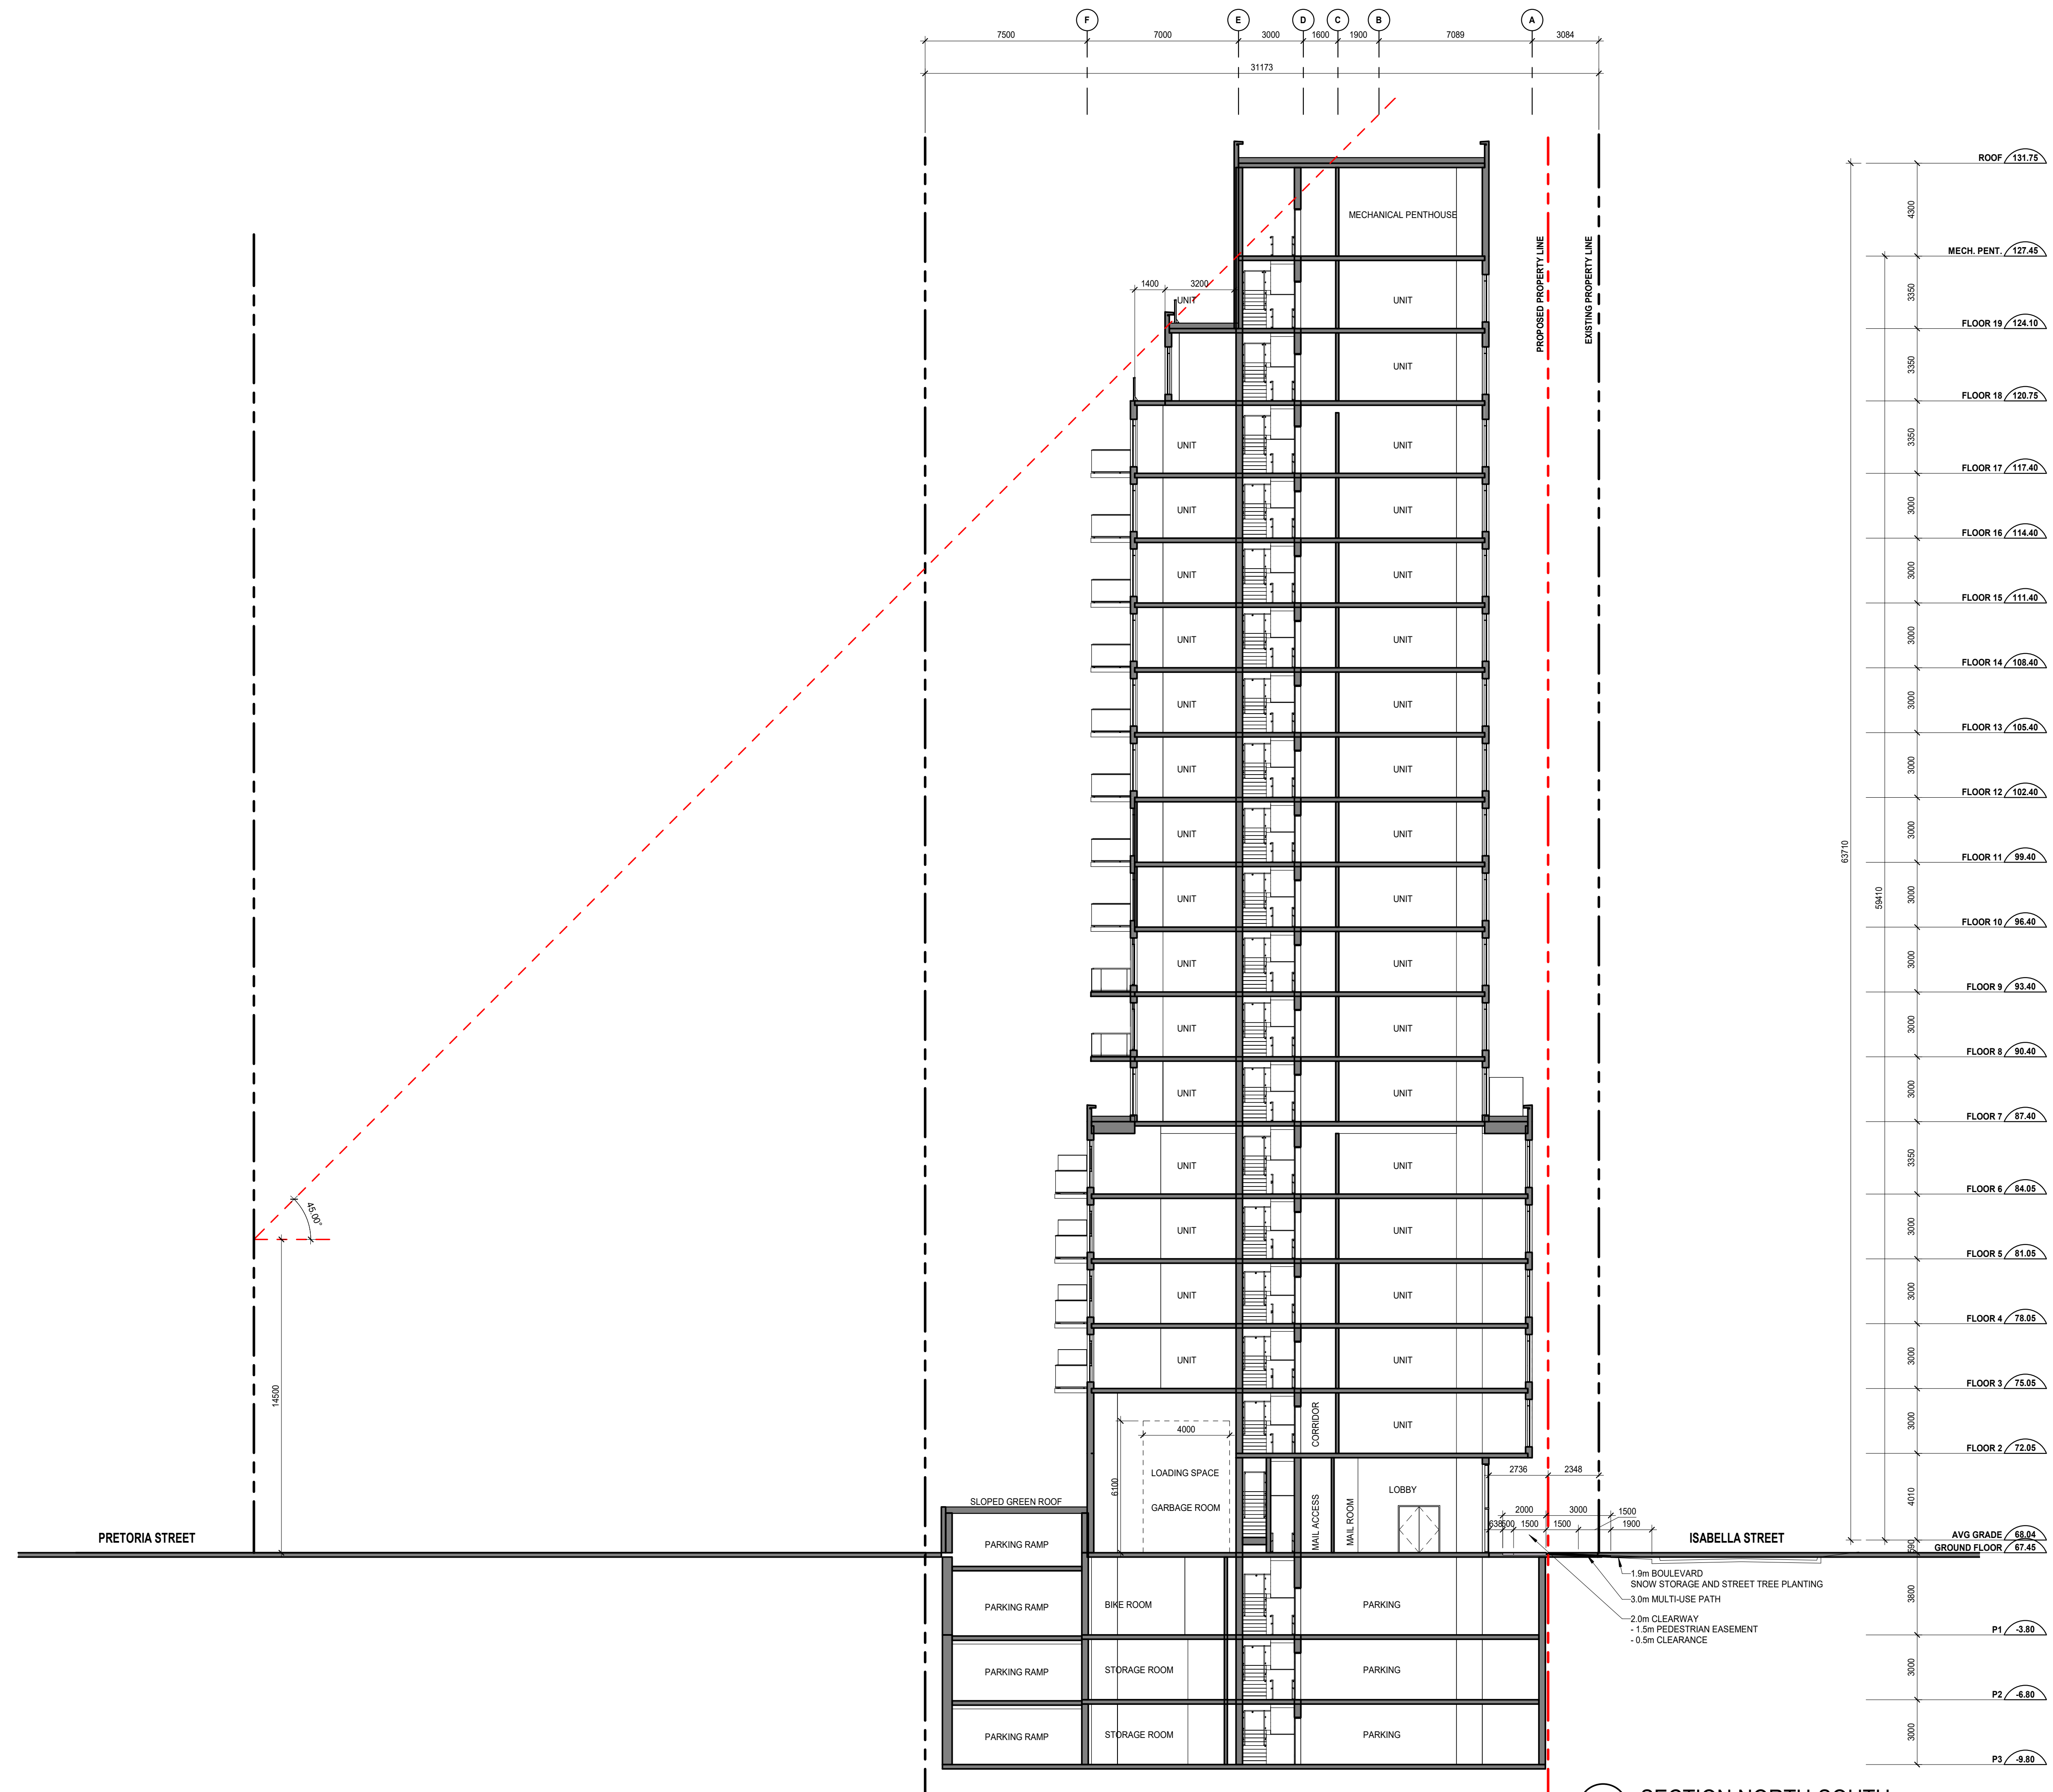 F E D C B A
7500 7000 3000 1600 1900 7089 3084
31173
ROOF 131.75
4300
MECHANICAL PENTHOUSE
PROPOSED PROPERTY LINE
EXISTING PROPERTY LINE
MECH. PENT. 127.45
1400 3200
UNIT UNIT
3350
FLOOR 19 124.10
UNIT
3350
FLOOR 18 120.75
UNIT UNIT
3350
FLOOR 17 117.40
UNIT UNIT
3000
FLOOR 16 114.40
UNIT UNIT
3000
FLOOR 15 111.40
UNIT UNIT
3000
FLOOR 14 108.40
UNIT UNIT
3000
FLOOR 13 105.40
UNIT UNIT
3000
FLOOR 12 102.40
UNIT UNIT
3000
63710
FLOOR 11 99.40
UNIT UNIT
3000
59410
FLOOR 10 96.40
UNIT UNIT
3000
FLOOR 9 93.40
UNIT UNIT
3000
FLOOR 8 90.40
UNIT UNIT
3000
FLOOR 7 87.40
UNIT UNIT
3350
FLOOR 6 84.05
45.00°
UNIT UNIT
3000
FLOOR 5 81.05
UNIT UNIT
3000
FLOOR 4 78.05
UNIT UNIT
3000
FLOOR 3 75.05
14500
4000
CORRIDOR
UNIT
3000
FLOOR 2 72.05
LOADING SPACE
GARBAGE ROOM
6100
MAIL ACCESS
MAIL ROOM
LOBBY
2736 2348
2000 3000 1500
638 500 1500 1500 1900
4010
SLOPED GREEN ROOF
PRETORIA STREET
PARKING RAMP
ISABELLA STREET
AVG GRADE 68.04
590
GROUND FLOOR 67.45
1.9m BOULEVARD
SNOW STORAGE AND STREET TREE PLANTING
3.0m MULTI-USE PATH
2.0m CLEARWAY
- 1.5m PEDESTRIAN EASEMENT
- 0.5m CLEARANCE
PARKING RAMP BIKE ROOM PARKING
3800
P1 -3.80
PARKING RAMP STORAGE ROOM PARKING
3000
P2 -6.80
PARKING RAMP STORAGE ROOM PARKING
3000
P3 -9.80
SECTION NORTH-SOUTH